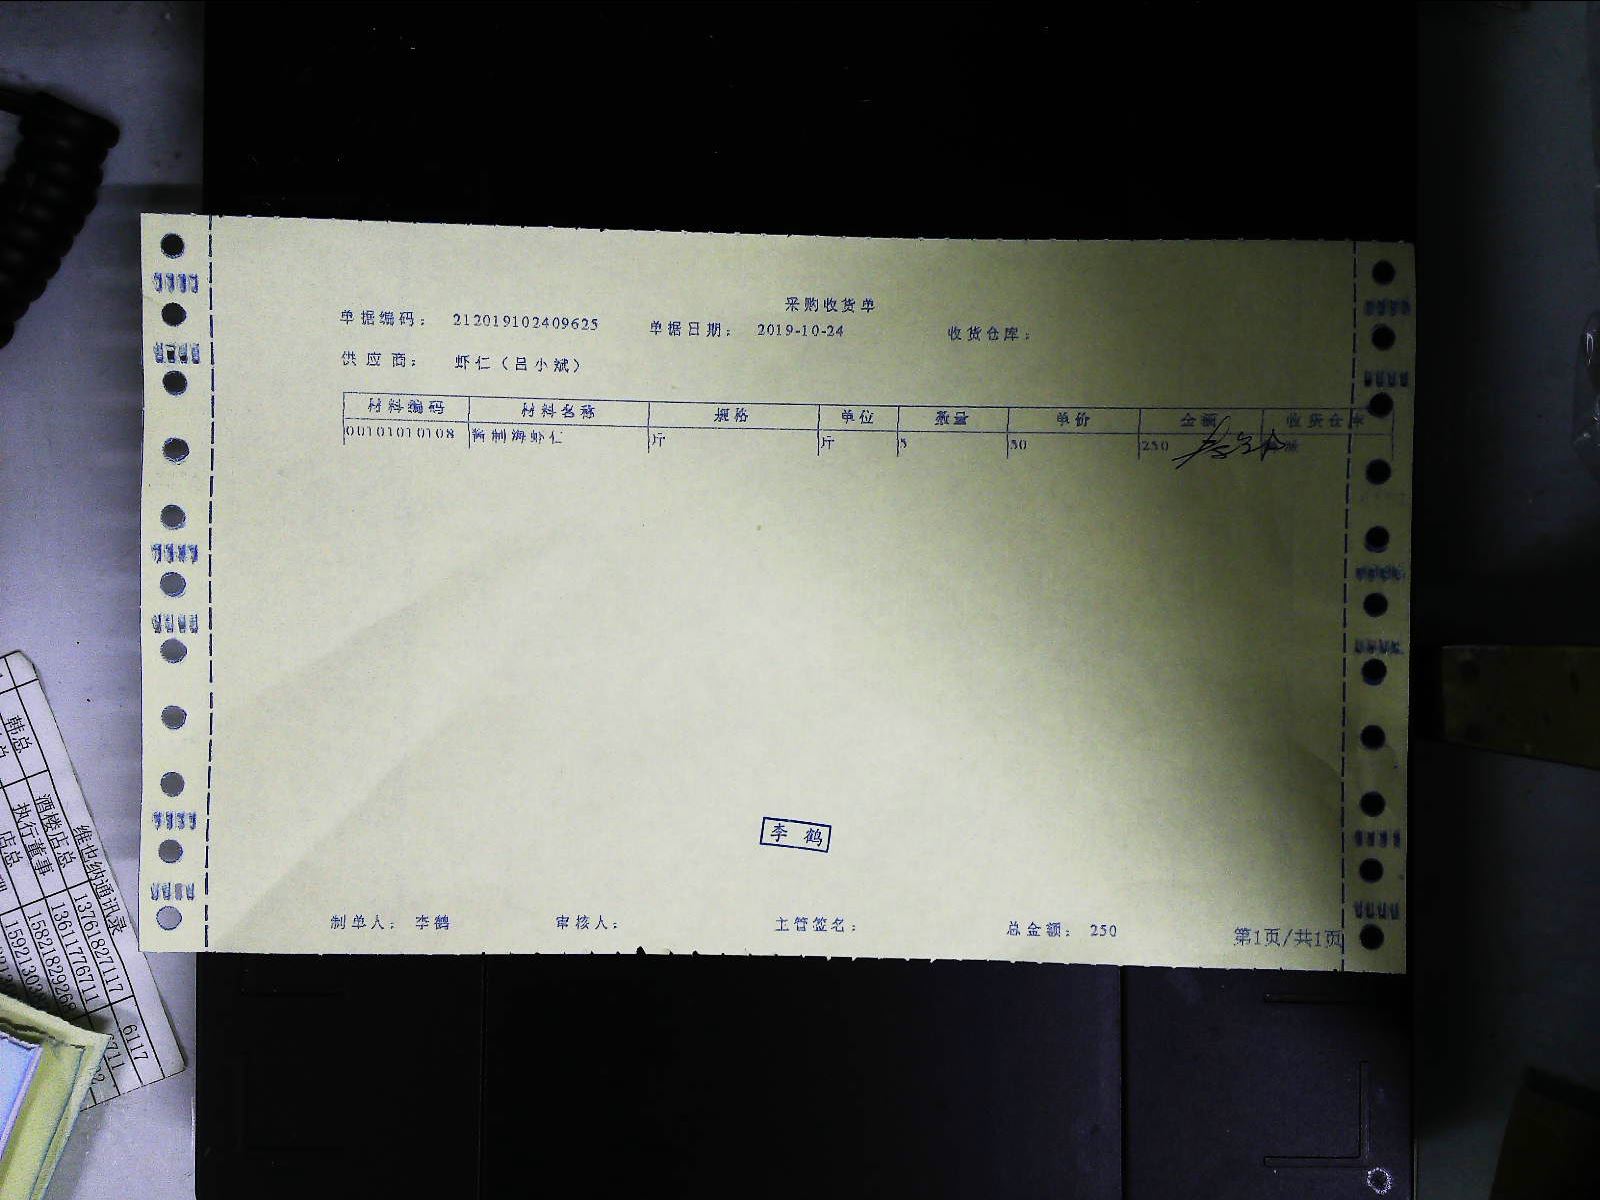 采购收货单
单据编码： 212019102409625 单据日期： 2019-10-24 收货仓库：
供应商： 虾仁（吕小斌）
材料编码 材料名称 规格 单位 数量 单价 金额 收货仓库
00101010108 酱制海虾仁 斤 斤 5 50 250
李 鹤
制单人： 李鹤 审核人： 主管签名： 总金额： 250
第1页/共1页
维也纳通讯录
韩总 酒楼店总 13761827117 6117
执行董事 13611776711
店总 15821829268